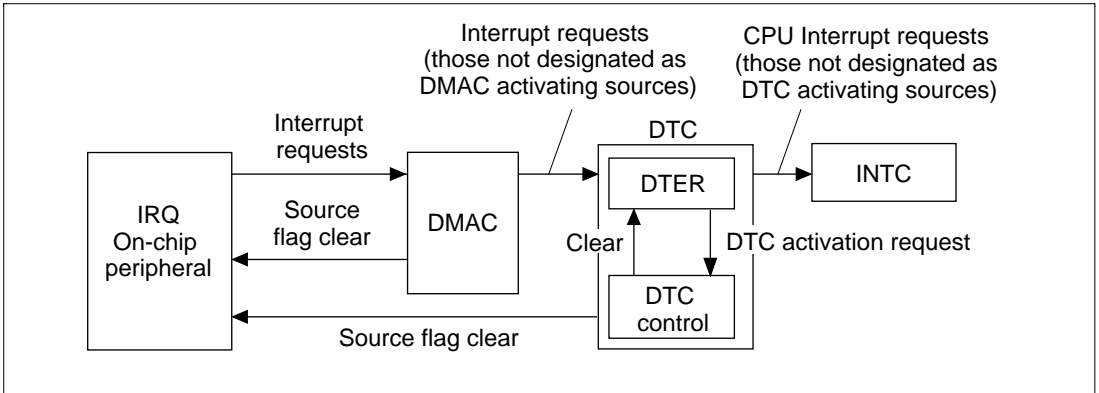 Interrupt requests
(those not designated as
DMAC activating sources)
CPU Interrupt requests
(those not designated as
DTC activating sources)
Interrupt
requests
DTC
IRQ
On-chip
peripheral
Source
flag clear
DMAC
DTER
INTC
Clear
DTC activation request
DTC
control
Source flag clear